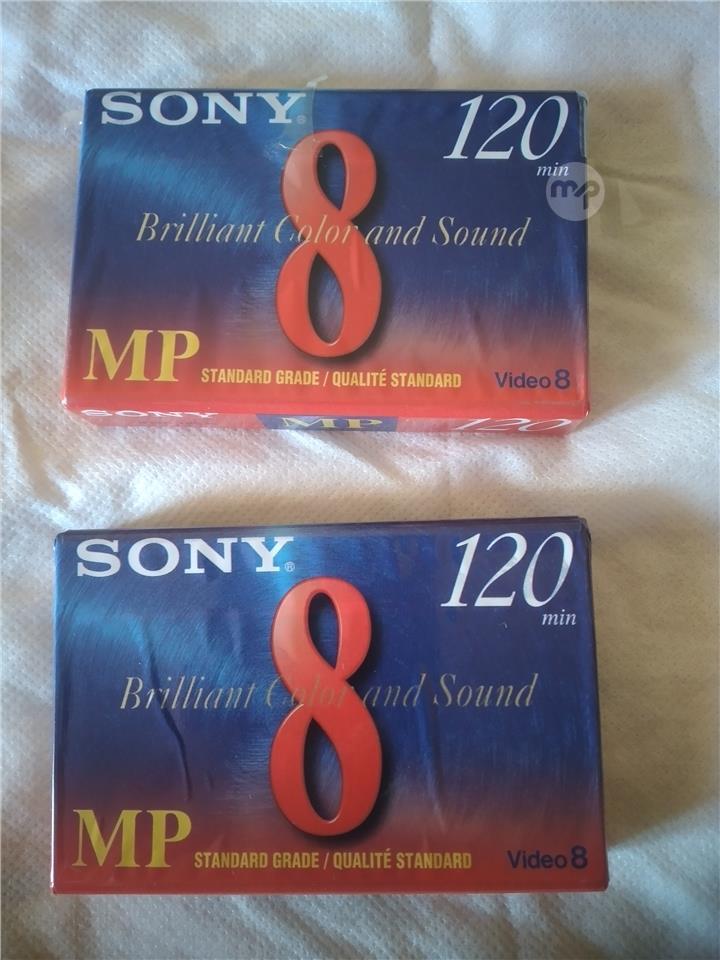 SONY® 120
min
mp
8
Brilliant Color and Sound
MP STANDARD GRADE / QUALITÉ STANDARD Video 8
SONY MP 120
SONY® 120
min
8
Brilliant Color and Sound
MP STANDARD GRADE / QUALITÉ STANDARD Video 8